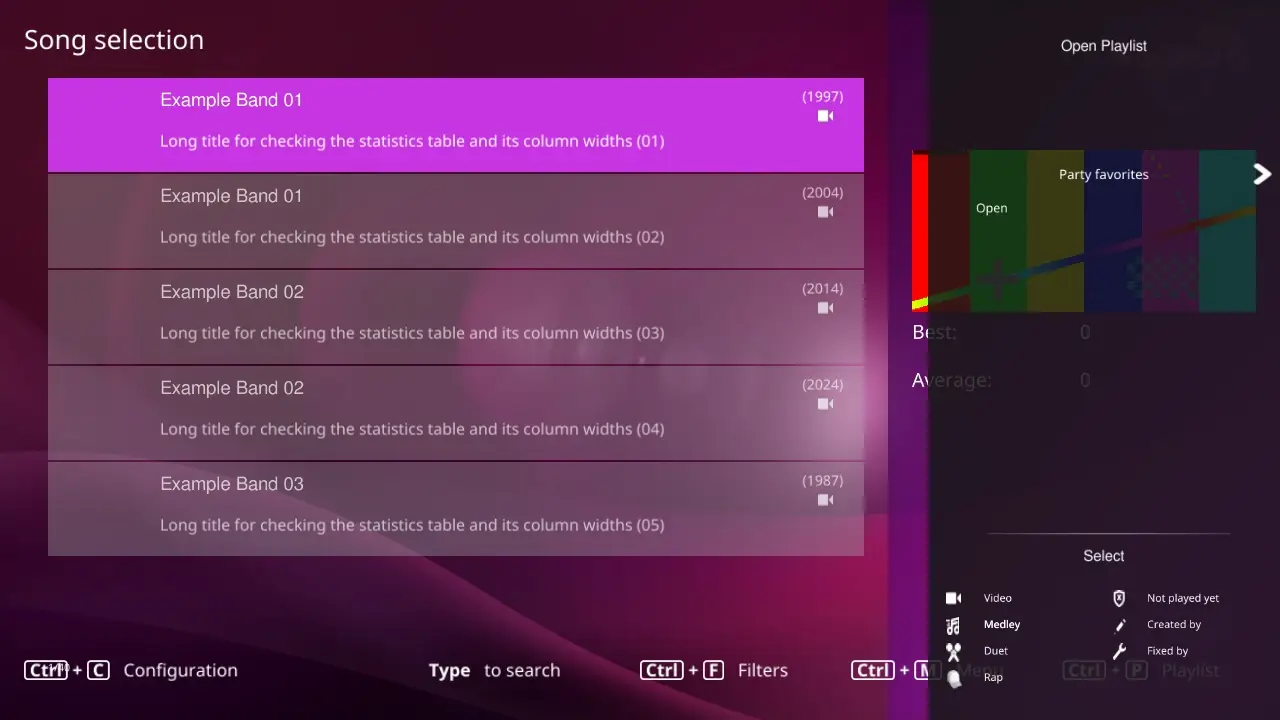 Song selection
Open Playlist
Example Band 01
(1997)
Long title for checking the statistics table and its column widths (01)
Example Band 01
(2004)
Long title for checking the statistics table and its column widths (02)
Example Band 02
(2014)
Long title for checking the statistics table and its column widths (03)
Example Band 02
(2024)
Long title for checking the statistics table and its column widths (04)
Example Band 03
(1987)
Long title for checking the statistics table and its column widths (05)
Party favorites
Open
Best: 0
Average: 0
Select
Video
Not played yet
Medley
Created by
Duet
Fixed by
Rap
Ctrl + C Configuration
Type to search
Ctrl + F Filters
Ctrl + M Menu
Ctrl + P Playlist